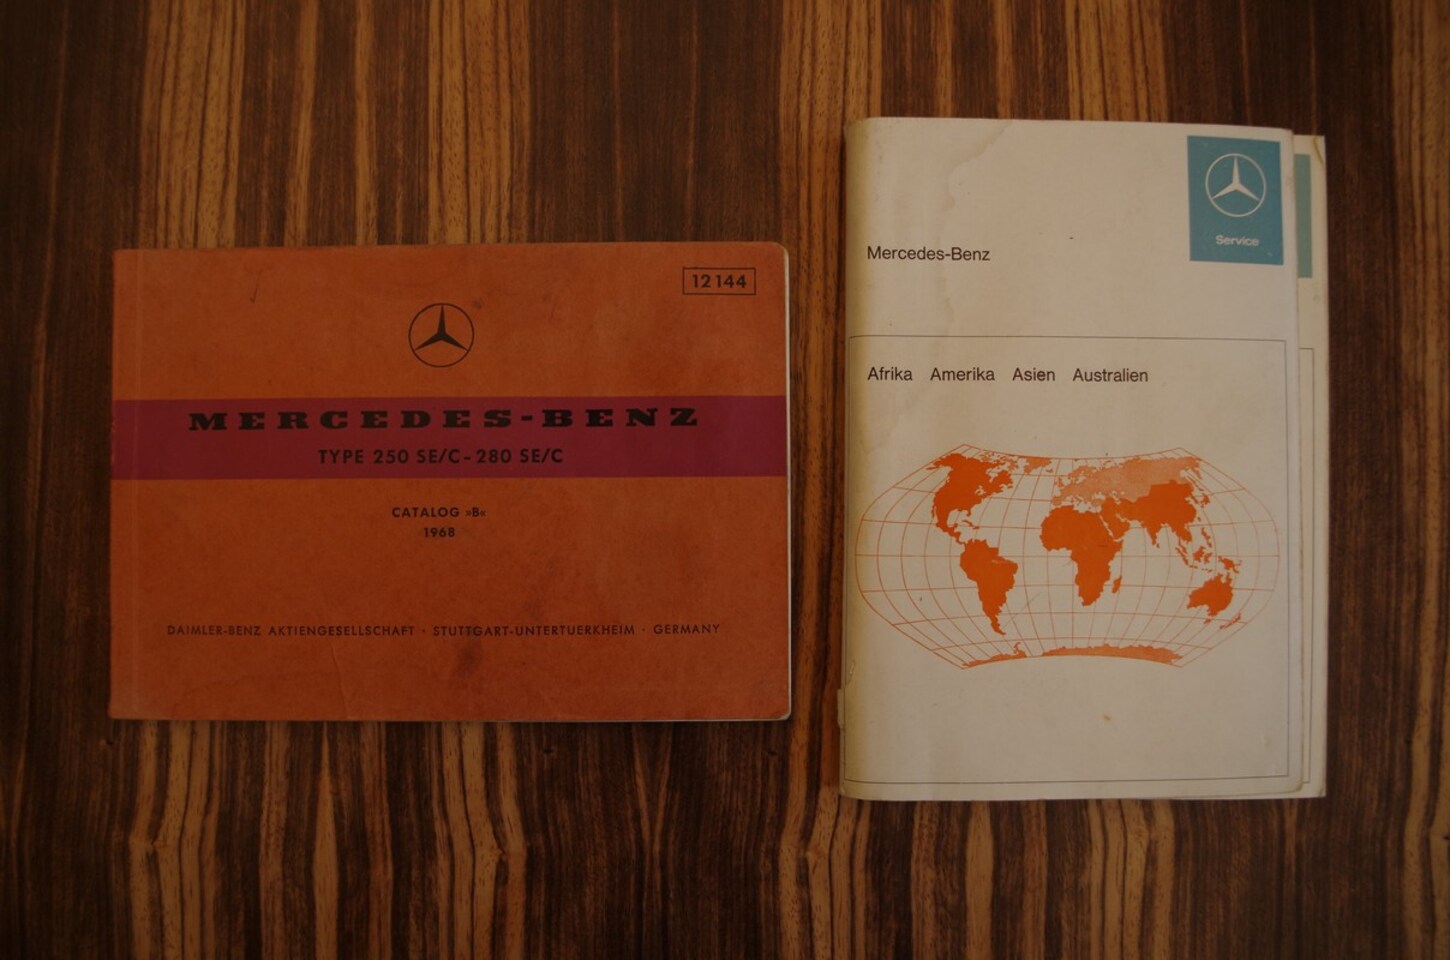 12144
MERCEDES-BENZ
TYPE 250 SE/C-280 SE/C
CATALOG »B«
1968
DAIMLER-BENZ AKTIENGESELLSCHAFT · STUTTGART-UNTERTUERKHEIM · GERMANY
Service
Mercedes-Benz
Afrika Amerika Asien Australien